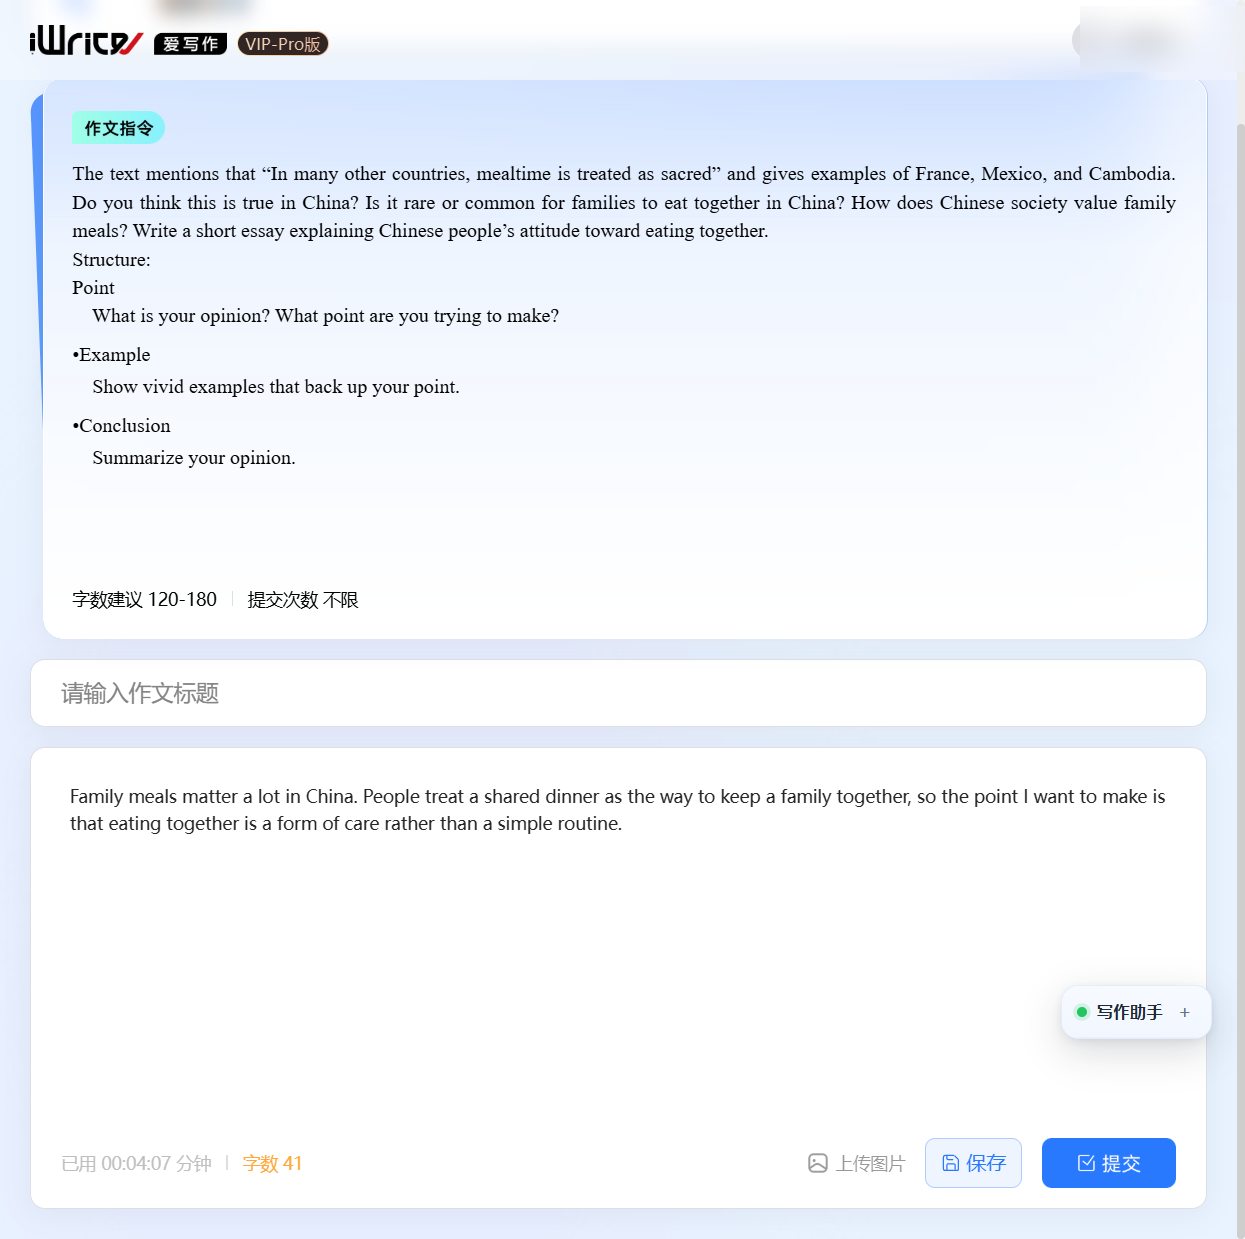 iWrite 爱写作 VIP-Pro版
作文指令
The text mentions that “In many other countries, mealtime is treated as sacred” and gives examples of France, Mexico, and Cambodia.
Do you think this is true in China? Is it rare or common for families to eat together in China? How does Chinese society value family
meals? Write a short essay explaining Chinese people’s attitude toward eating together.
Structure:
Point
What is your opinion? What point are you trying to make?
•Example
Show vivid examples that back up your point.
•Conclusion
Summarize your opinion.
字数建议 120-180 提交次数 不限
请输入作文标题
Family meals matter a lot in China. People treat a shared dinner as the way to keep a family together, so the point I want to make is
that eating together is a form of care rather than a simple routine.
写作助手 +
已用 00:04:07 分钟 字数 41 上传图片 保存 提交